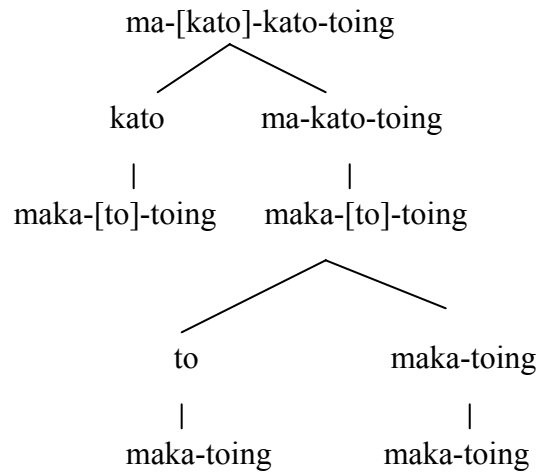 ma-[kato]-kato-toing
kato ma-kato-toing
maka-[to]-toing maka-[to]-toing
to maka-toing
maka-toing maka-toing